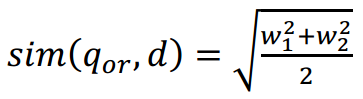 sim(q_or, d) = √((w_1^2+w_2^2)/2)